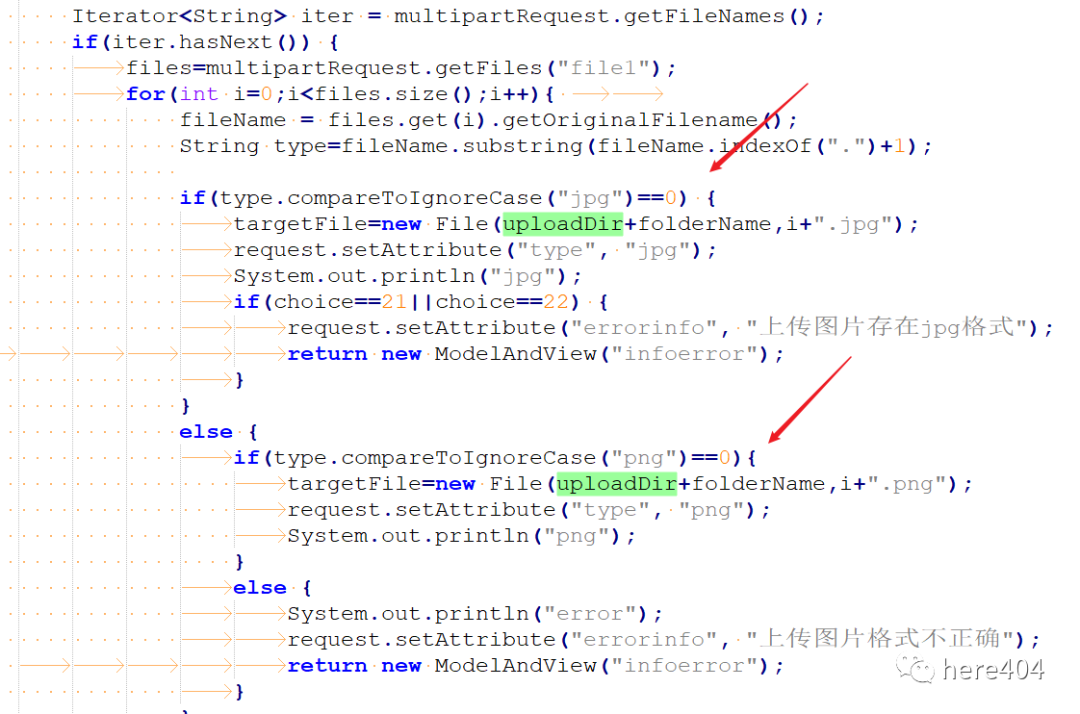 Iterator<String> iter = multipartRequest.getFileNames();
if(iter.hasNext()) {
files=multipartRequest.getFiles("file1");
for(int i=0;i<files.size();i++){
fileName = files.get(i).getOriginalFilename();
String type=fileName.substring(fileName.indexOf(".")+1);
if(type.compareToIgnoreCase("jpg")==0) {
targetFile=new File(uploadDir+folderName,i+".jpg");
request.setAttribute("type", "jpg");
System.out.println("jpg");
if(choice==21||choice==22) {
request.setAttribute("errorinfo", "上传图片存在jpg格式");
return new ModelAndView("infoerror");
}
}
else {
if(type.compareToIgnoreCase("png")==0){
targetFile=new File(uploadDir+folderName,i+".png");
request.setAttribute("type", "png");
System.out.println("png");
}
else {
System.out.println("error");
request.setAttribute("errorinfo", "上传图片格式不正确");
return new ModelAndView("infoerror");
here404
}